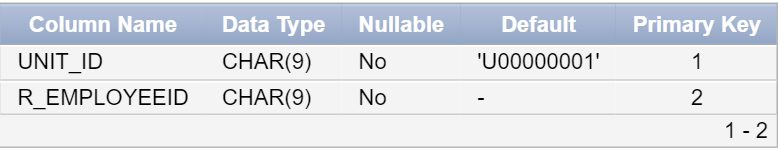 Column Name Data Type Nullable Default Primary Key
UNIT_ID CHAR(9) No 'U00000001' 1
R_EMPLOYEEID CHAR(9) No - 2
1 - 2